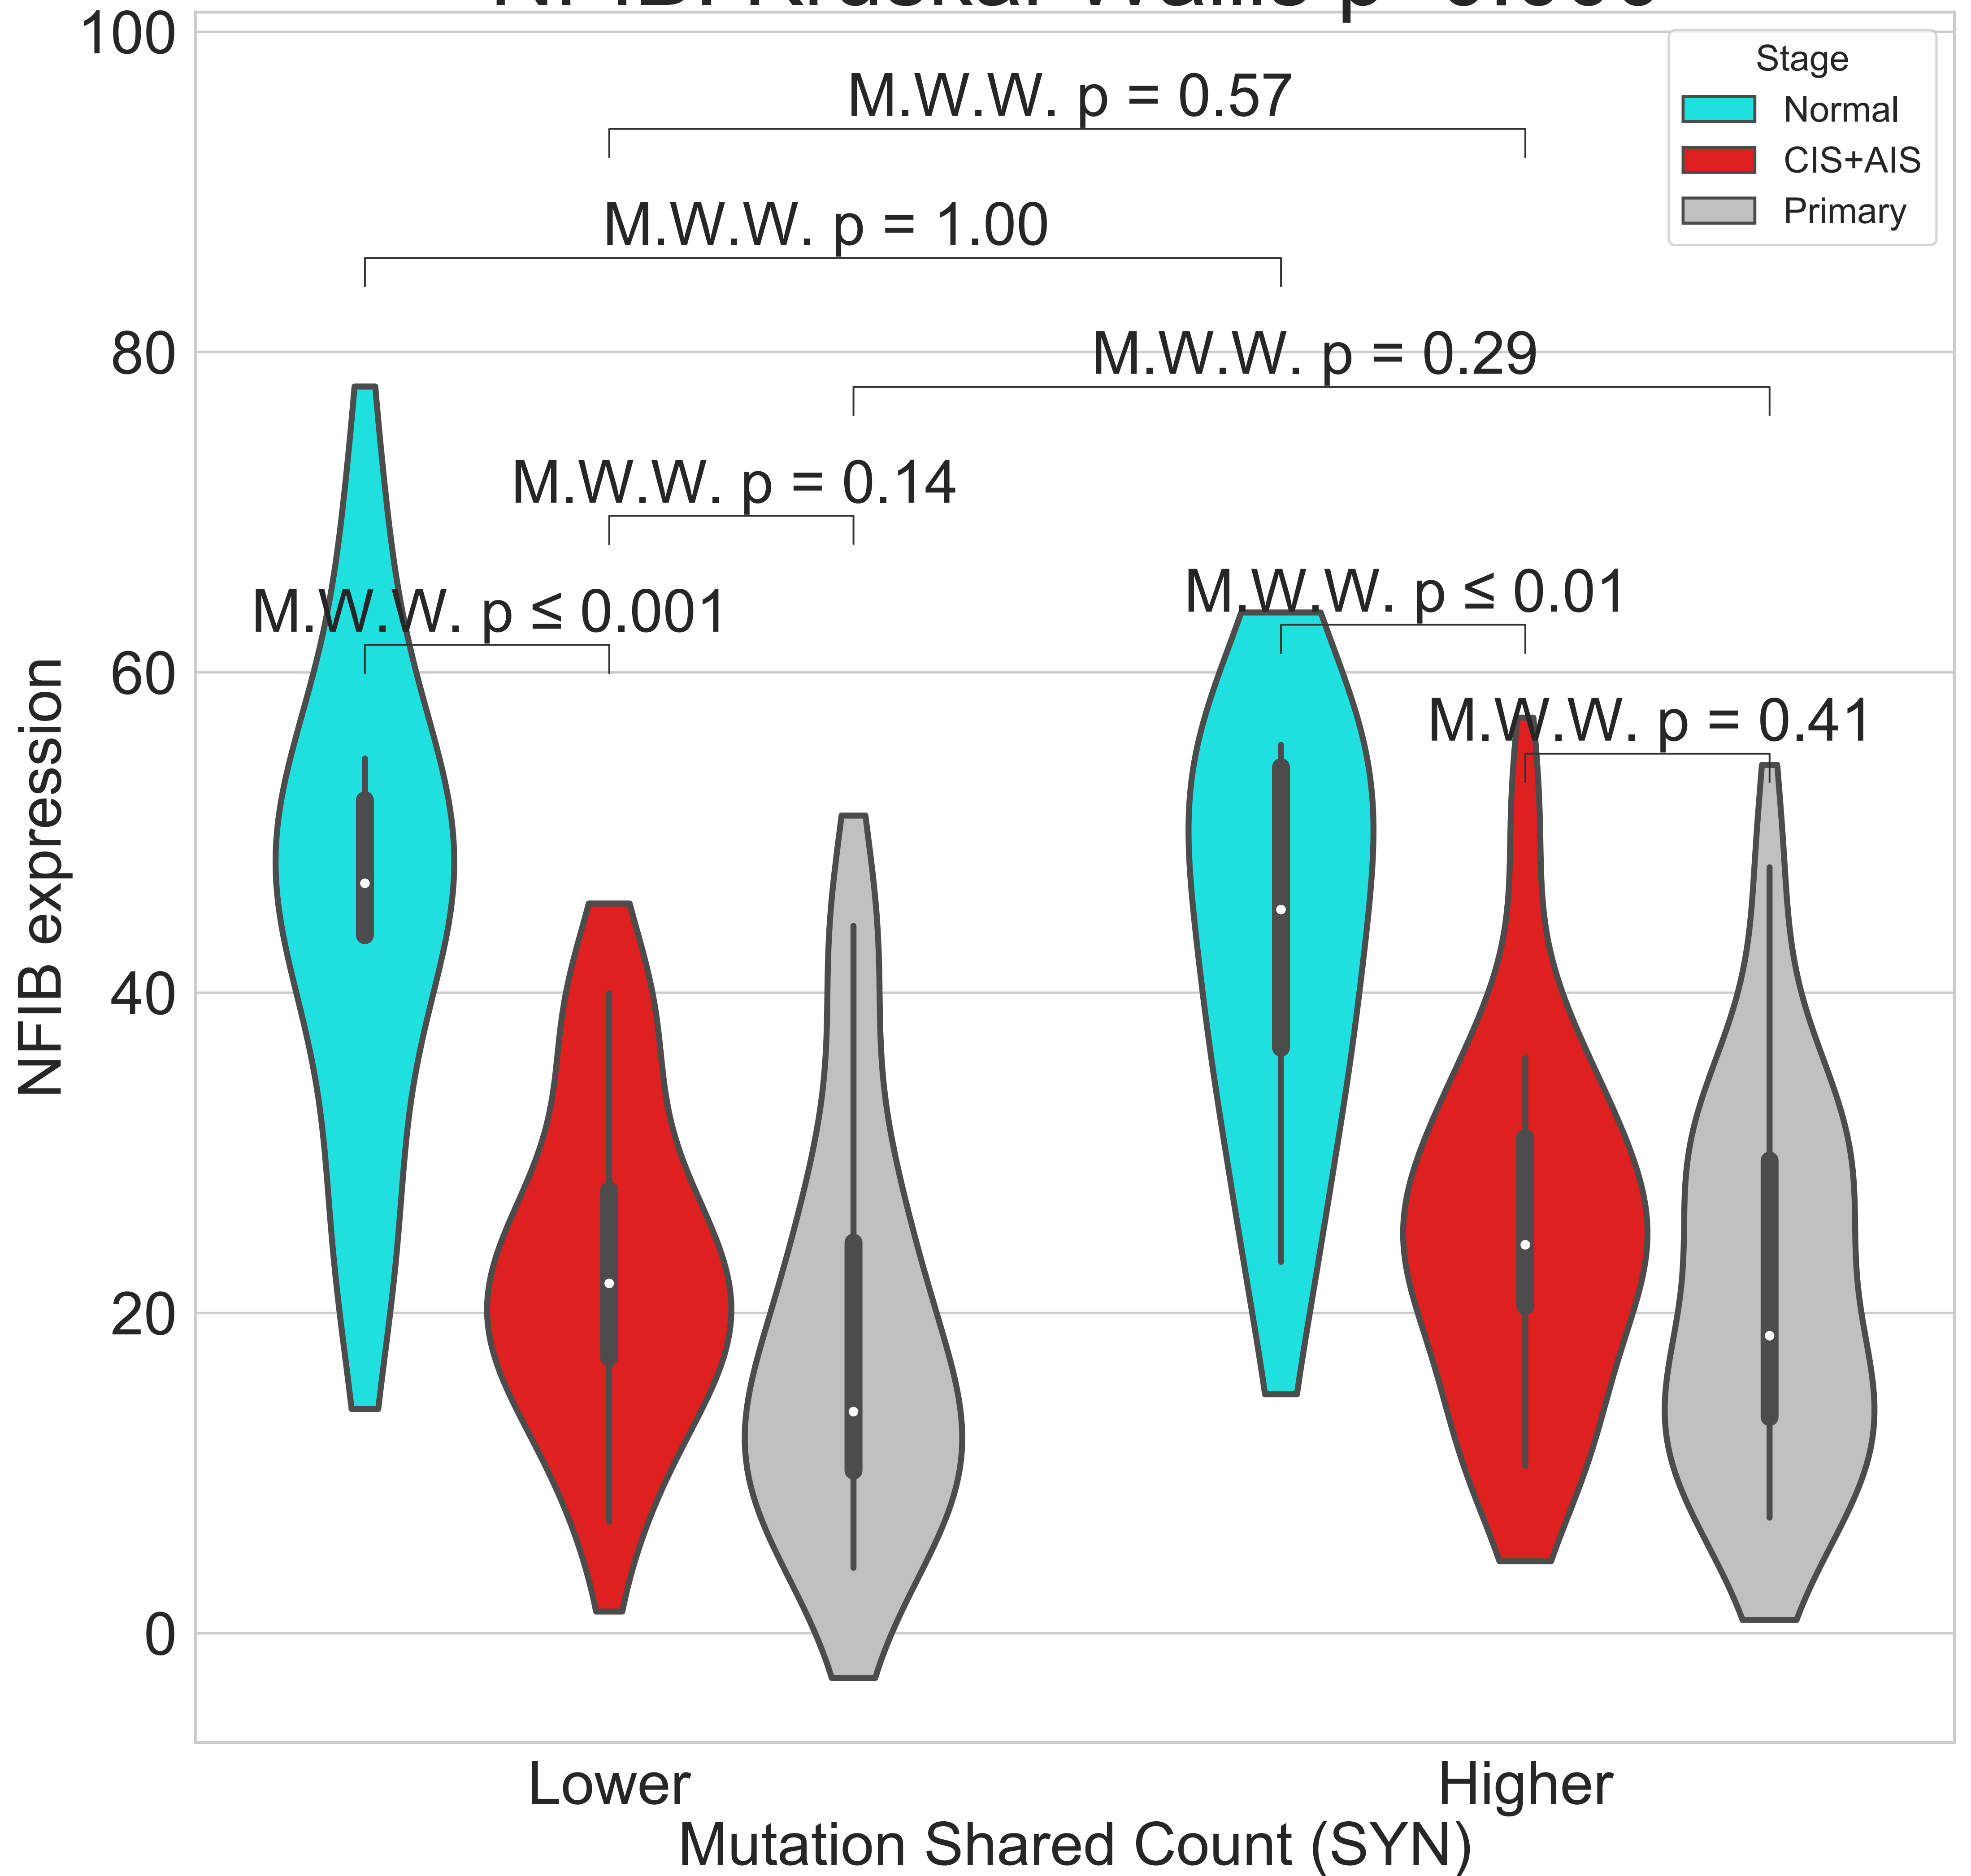 100
Stage
Normal
CIS+AIS
Primary
M.W.W. p = 0.57
M.W.W. p = 1.00
80
M.W.W. p = 0.29
M.W.W. p = 0.14
M.W.W. p ≤ 0.001
M.W.W. p ≤ 0.01
60
M.W.W. p = 0.41
NFIB expression
40
20
0
Lower
Higher
Mutation Shared Count (SYN)